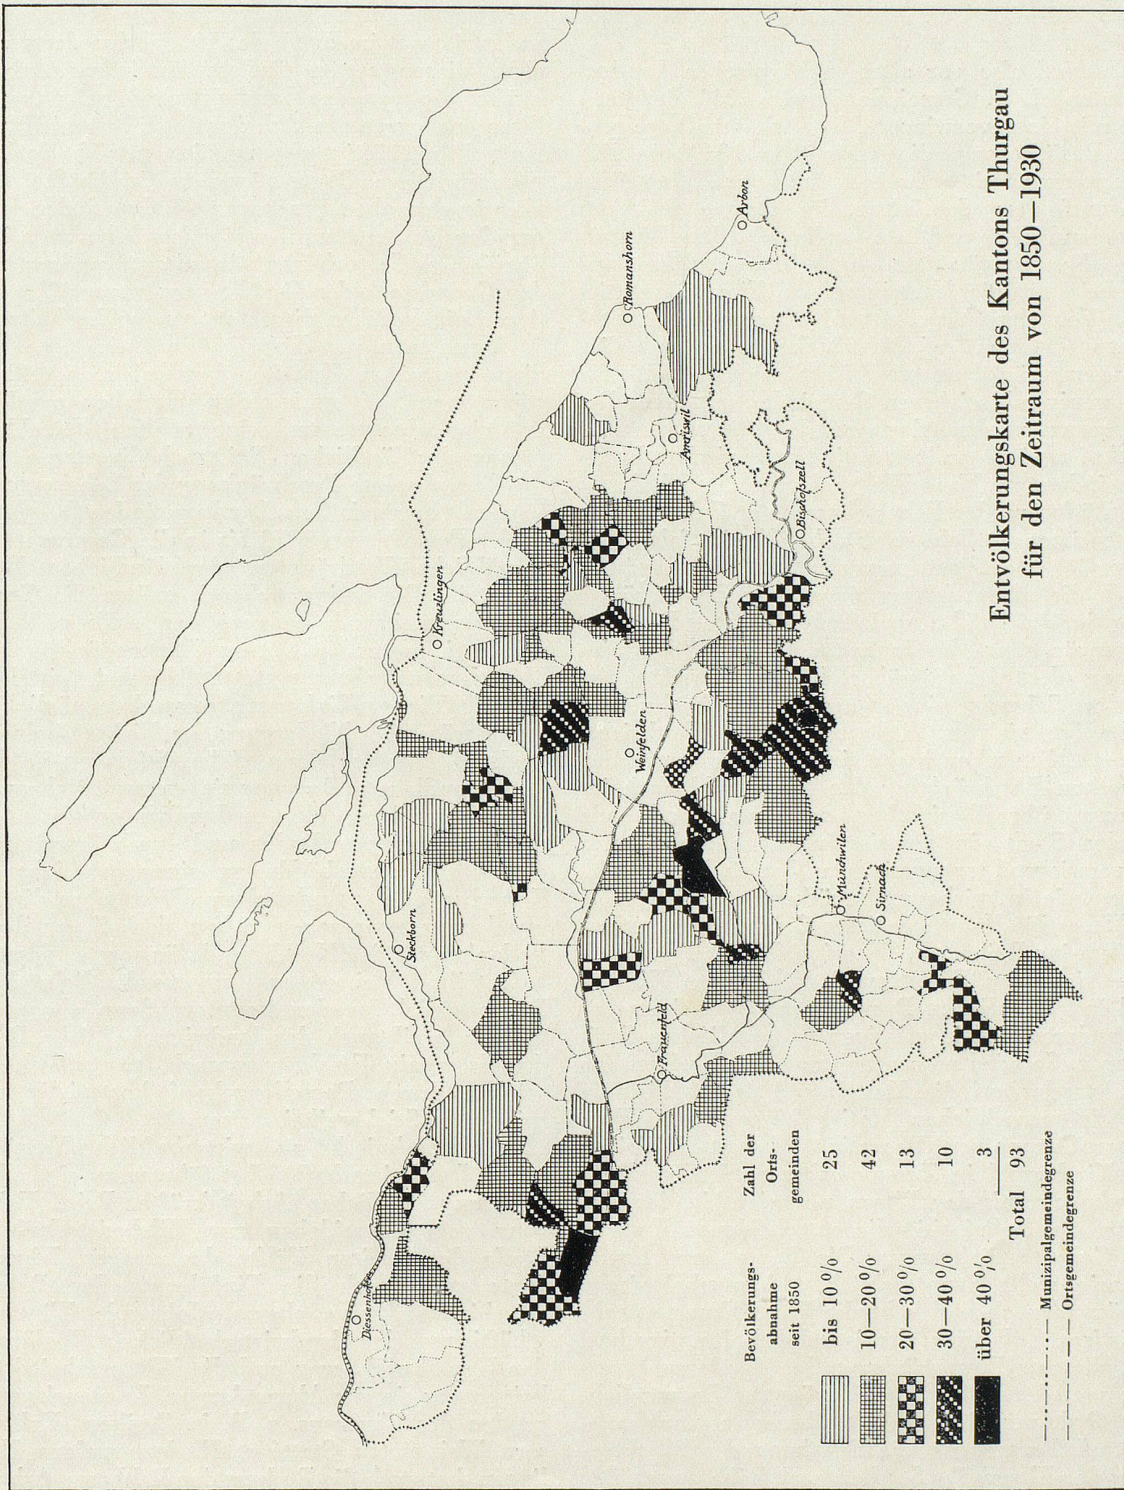 Entvölkerungskarte des Kantons Thurgau
für den Zeitraum von 1850—1930
Diessenhofen
Steckborn
Kreuzlingen
Romanshorn
Arbon
Amriswil
Bischofszell
Weinfelden
Frauenfeld
Münchwilen
Sirnach
Bevölkerungs-
abnahme
seit 1850
Zahl der
Orts-
gemeinden
bis 10 % 25
10—20 % 42
20—30 % 13
30—40 % 10
über 40 % 3
Total 93
Munizipalgemeindegrenze
Ortsgemeindegrenze